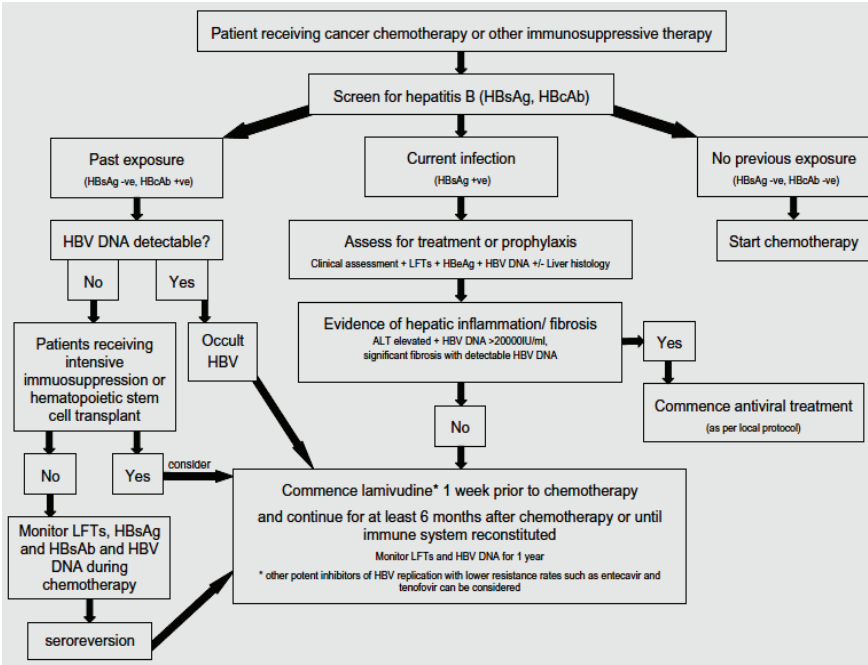 Patient receiving cancer chemotherapy or other immunosuppressive therapy
Screen for hepatitis B (HBsAg, HBcAb)
Past exposure
(HBsAg -ve, HBcAb +ve)
Current infection
(HBsAg +ve)
No previous exposure
(HBsAg -ve, HBcAb -ve)
HBV DNA detectable?
Assess for treatment or prophylaxis
Clinical assessment + LFTs + HBeAg + HBV DNA +/- Liver histology
Start chemotherapy
No
Yes
Patients receiving
intensive
immuosuppression or
hematopoietic stem
cell transplant
Occult
HBV
Evidence of hepatic inflammation/ fibrosis
ALT elevated + HBV DNA >20000IU/ml,
significant fibrosis with detectable HBV DNA
Yes
Commence antiviral treatment
(as per local protocol)
No
No
Yes
consider
Commence lamivudine* 1 week prior to chemotherapy
and continue for at least 6 months after chemotherapy or until
immune system reconstituted
Monitor LFTs and HBV DNA for 1 year
* other potent inhibitors of HBV replication with lower resistance rates such as entecavir and
tenofovir can be considered
Monitor LFTs, HBsAg
and HBsAb and HBV
DNA during
chemotherapy
seroreversion